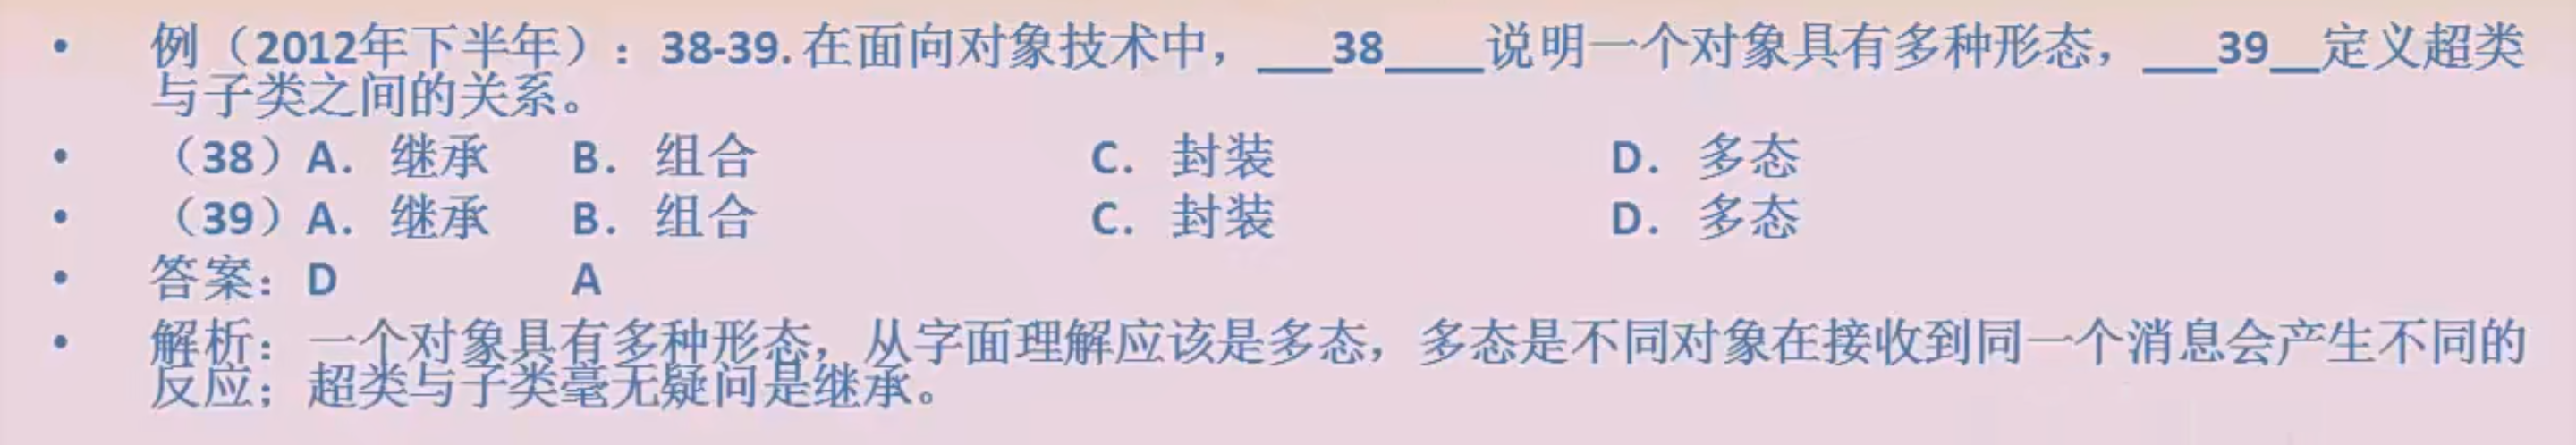 • 例（2012年下半年）：38-39.在面向对象技术中，___38____说明一个对象具有多种形态，___39__定义超类
与子类之间的关系。
• （38）A. 继承 B. 组合 C. 封装 D. 多态
• （39）A. 继承 B. 组合 C. 封装 D. 多态
• 答案：D A
• 解析：一个对象具有多种形态，从字面理解应该是多态，多态是不同对象在接收到同一个消息会产生不同的
反应；超类与子类毫无疑问是继承。